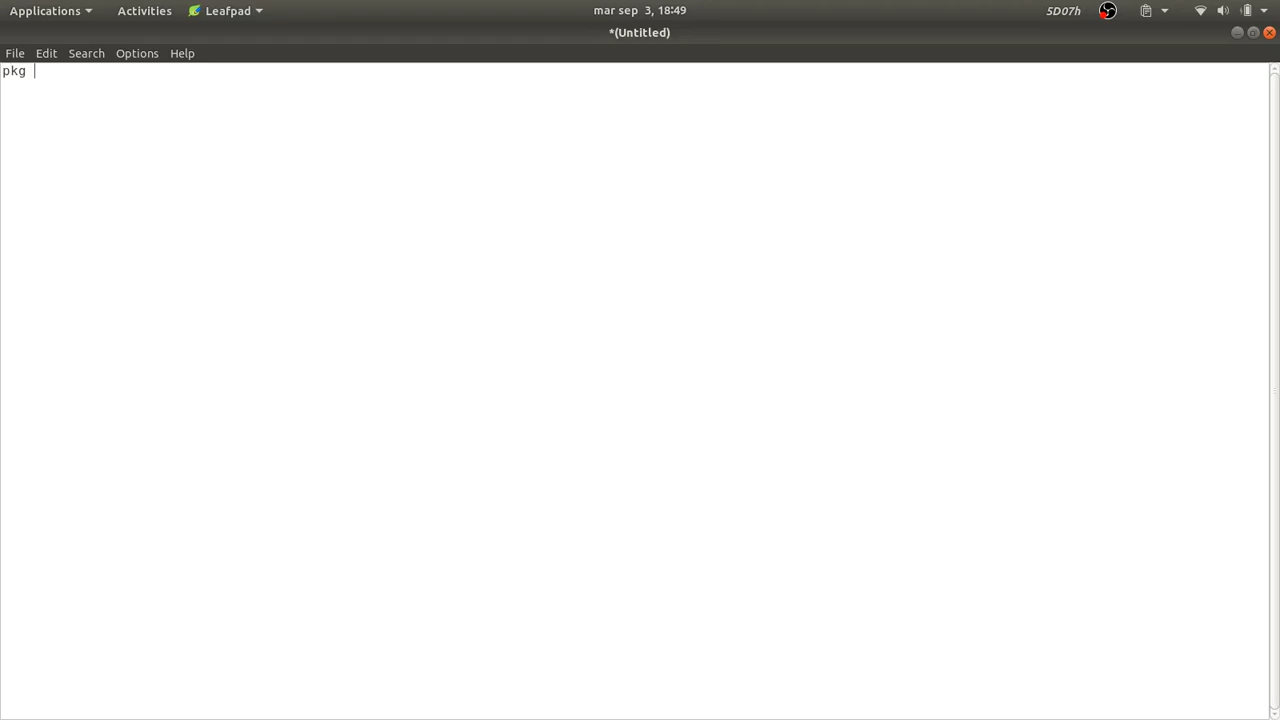 Applications Activities Leafpad mar sep 3, 18:49 5D07h
*(Untitled)
File Edit Search Options Help
pkg